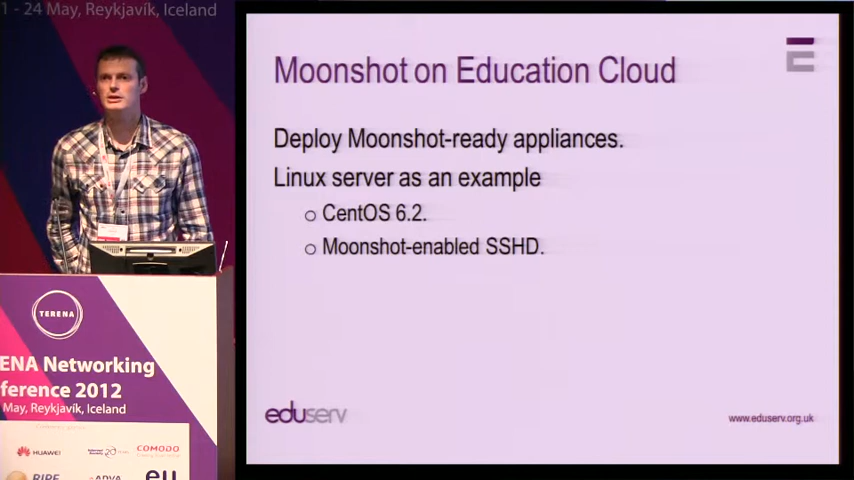 1 - 24 May, Reykjavík, Iceland
Moonshot on Education Cloud
Deploy Moonshot-ready appliances.
Linux server as an example
CentOS 6.2.
Moonshot-enabled SSHD.
eduserv
www.eduserv.org.uk
TERENA
ENA Networking
ference 2012
May, Reykjavík, Iceland
HUAWEI
COMODO
RIPE
ADVA